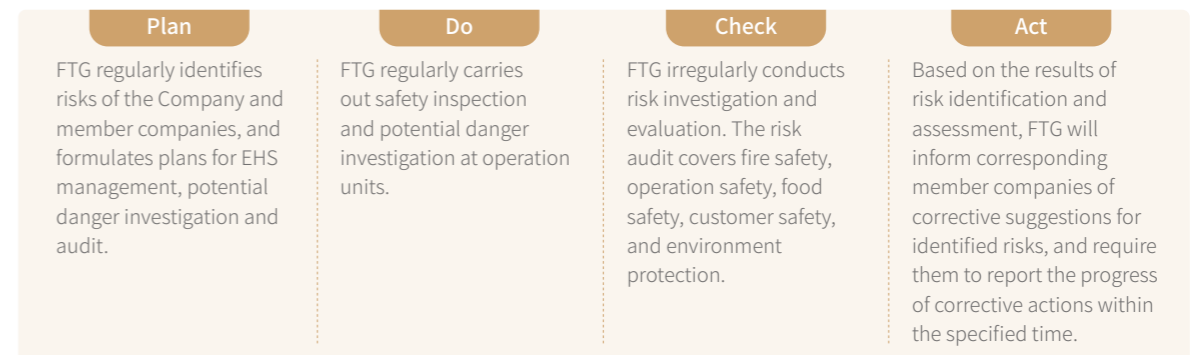 Plan
FTG regularly identifies
risks of the Company and
member companies, and
formulates plans for EHS
management, potential
danger investigation and
audit.
Do
FTG regularly carries
out safety inspection
and potential danger
investigation at operation
units.
Check
FTG irregularly conducts
risk investigation and
evaluation. The risk
audit covers fire safety,
operation safety, food
safety, customer safety,
and environment
protection.
Act
Based on the results of
risk identification and
assessment, FTG will
inform corresponding
member companies of
corrective suggestions for
identified risks, and require
them to report the progress
of corrective actions within
the specified time.